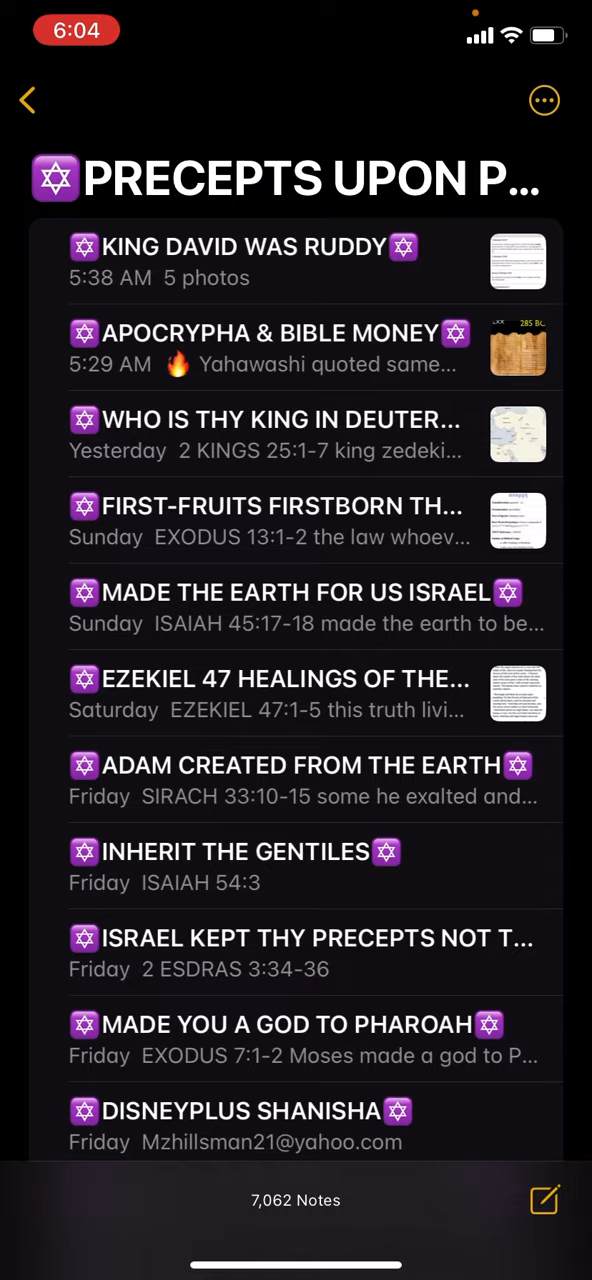 6:04
✡PRECEPTS UPON P...
✡KING DAVID WAS RUDDY✡
5:38 AM 5 photos
✡APOCRYPHA & BIBLE MONEY✡
5:29 AM 🔥 Yahawashi quoted same...
285 BC
✡WHO IS THY KING IN DEUTER...
Yesterday 2 KINGS 25:1-7 king zedeki...
✡FIRST-FRUITS FIRSTBORN TH...
Sunday EXODUS 13:1-2 the law whoev...
✡MADE THE EARTH FOR US ISRAEL✡
Sunday ISAIAH 45:17-18 made the earth to be...
✡EZEKIEL 47 HEALINGS OF THE...
Saturday EZEKIEL 47:1-5 this truth livi...
✡ADAM CREATED FROM THE EARTH✡
Friday SIRACH 33:10-15 some he exalted and...
✡INHERIT THE GENTILES✡
Friday ISAIAH 54:3
✡ISRAEL KEPT THY PRECEPTS NOT T...
Friday 2 ESDRAS 3:34-36
✡MADE YOU A GOD TO PHAROAH✡
Friday EXODUS 7:1-2 Moses made a god to P...
✡DISNEYPLUS SHANISHA✡
Friday Mzhillsman21@yahoo.com
7,062 Notes